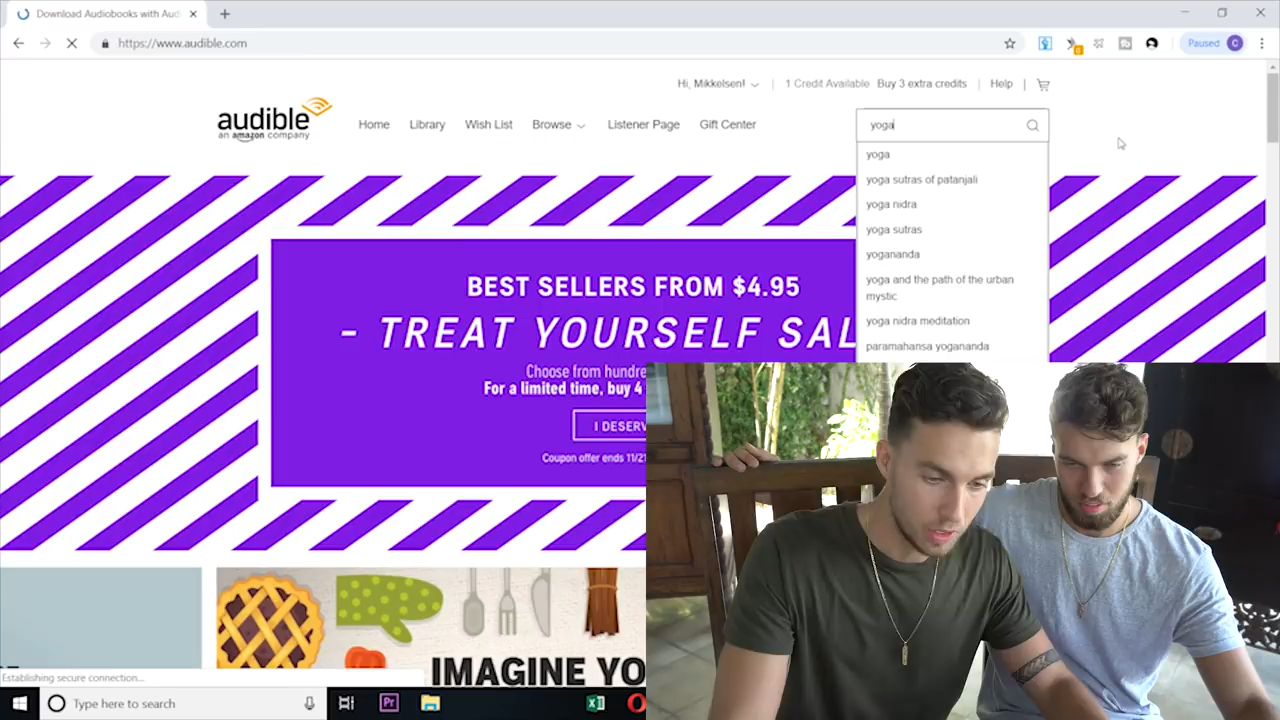 Download Audiobooks with Aud
https://www.audible.com
Paused
C
Hi, Mikkelsen!
1 Credit Available
Buy 3 extra credits
Help
audible
an amazon company
Home
Library
Wish List
Browse
Listener Page
Gift Center
yoga
yoga
yoga sutras of patanjali
yoga nidra
yoga sutras
yogananda
yoga and the path of the urban
mystic
yoga nidra meditation
paramahansa yogananda
BEST SELLERS FROM $4.95
- TREAT YOURSELF SAL
Choose from hundre
For a limited time, buy 4
I DESERV
Coupon offer ends 11/21
IMAGINE YO
Establishing secure connection...
Type here to search
Pr